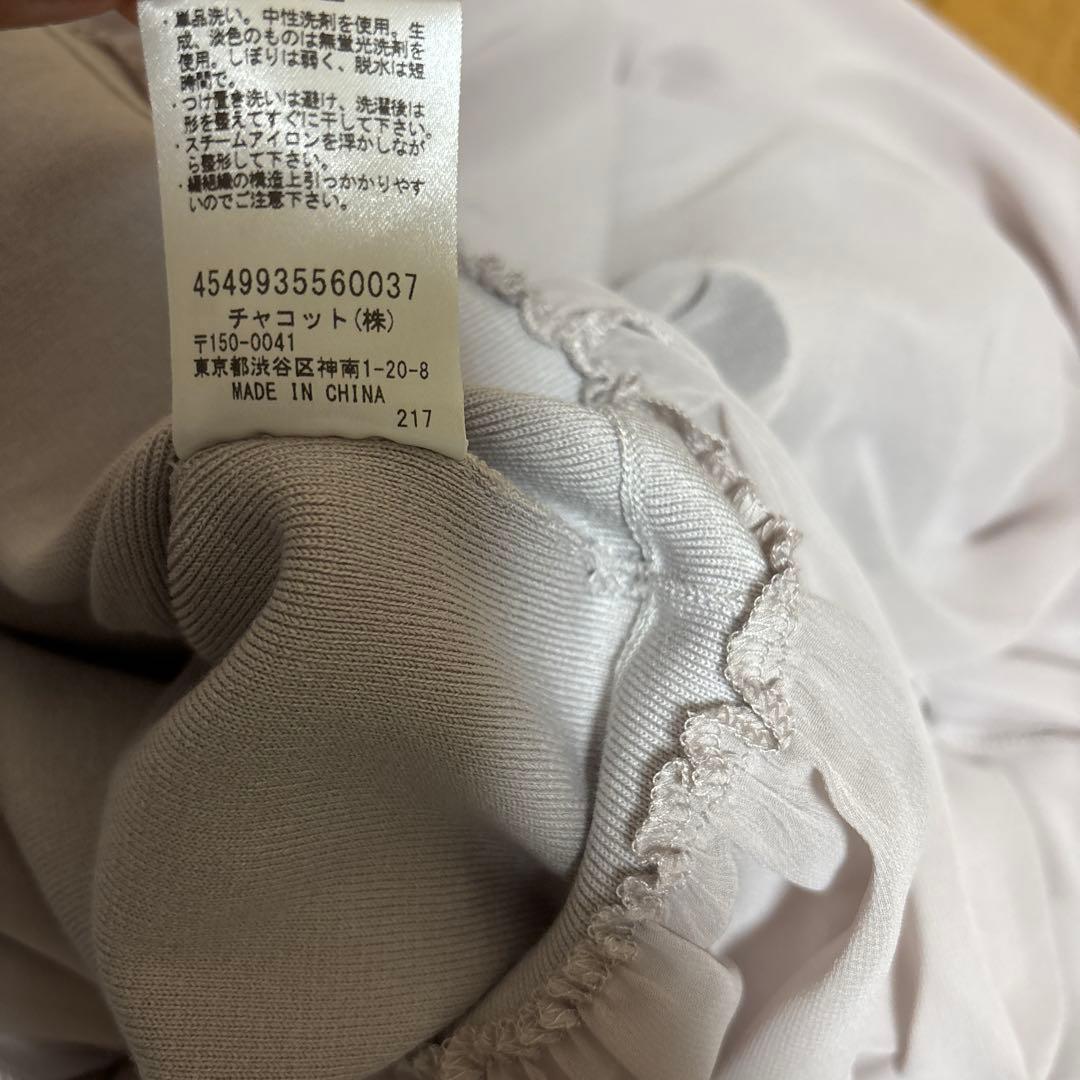 ・単品洗い。中性洗剤を使用。生
成、淡色のものは無蛍光洗剤を
使用。しぼりは弱く、脱水は短
時間で。
・つけ置き洗いは避け、洗濯後は
形を整えてすぐに干して下さい。
・スチームアイロンを浮かしなが
ら整形して下さい。
・編組織の構造上引っかかりやす
いのでご注意下さい。
4549935560037
チャコット(株)
〒150-0041
東京都渋谷区神南1-20-8
MADE IN CHINA
217